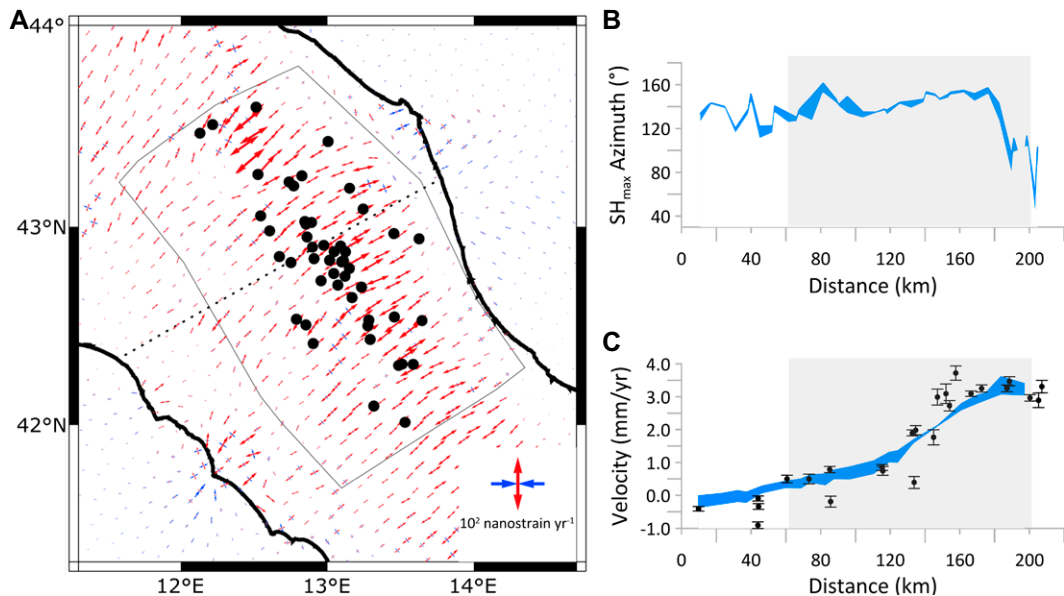 A
44°
43°N
42°N
12°E
13°E
14°E
10² nanostrain yr⁻¹
B
SHmax Azimuth (°)
160
120
80
40
0
40
80
120
160
200
Distance (km)
C
Velocity (mm/yr)
4.0
3.0
2.0
1.0
0.0
-1.0
0
40
80
120
160
200
Distance (km)